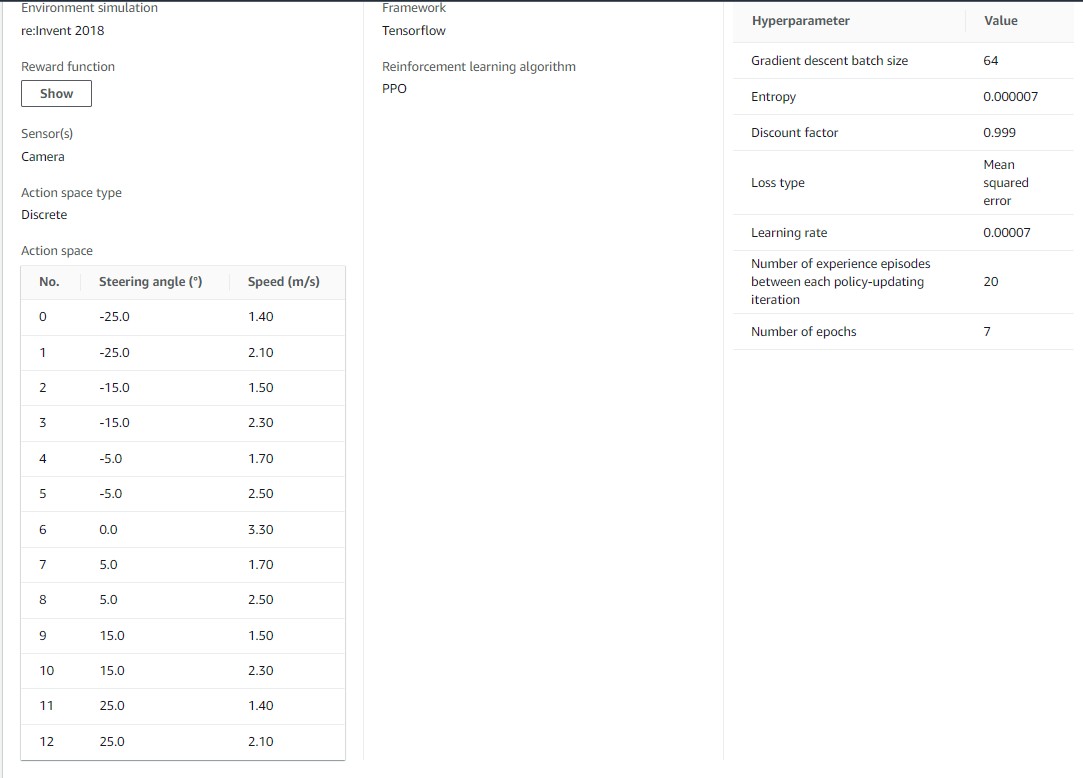 Environment simulation
re:Invent 2018
Reward function
Show
Sensor(s)
Camera
Action space type
Discrete
Action space
No. Steering angle (°) Speed (m/s)
0 -25.0 1.40
1 -25.0 2.10
2 -15.0 1.50
3 -15.0 2.30
4 -5.0 1.70
5 -5.0 2.50
6 0.0 3.30
7 5.0 1.70
8 5.0 2.50
9 15.0 1.50
10 15.0 2.30
11 25.0 1.40
12 25.0 2.10
Framework
Tensorflow
Reinforcement learning algorithm
PPO
Hyperparameter Value
Gradient descent batch size 64
Entropy 0.000007
Discount factor 0.999
Loss type Mean
squared
error
Learning rate 0.00007
Number of experience episodes
between each policy-updating 20
iteration
Number of epochs 7